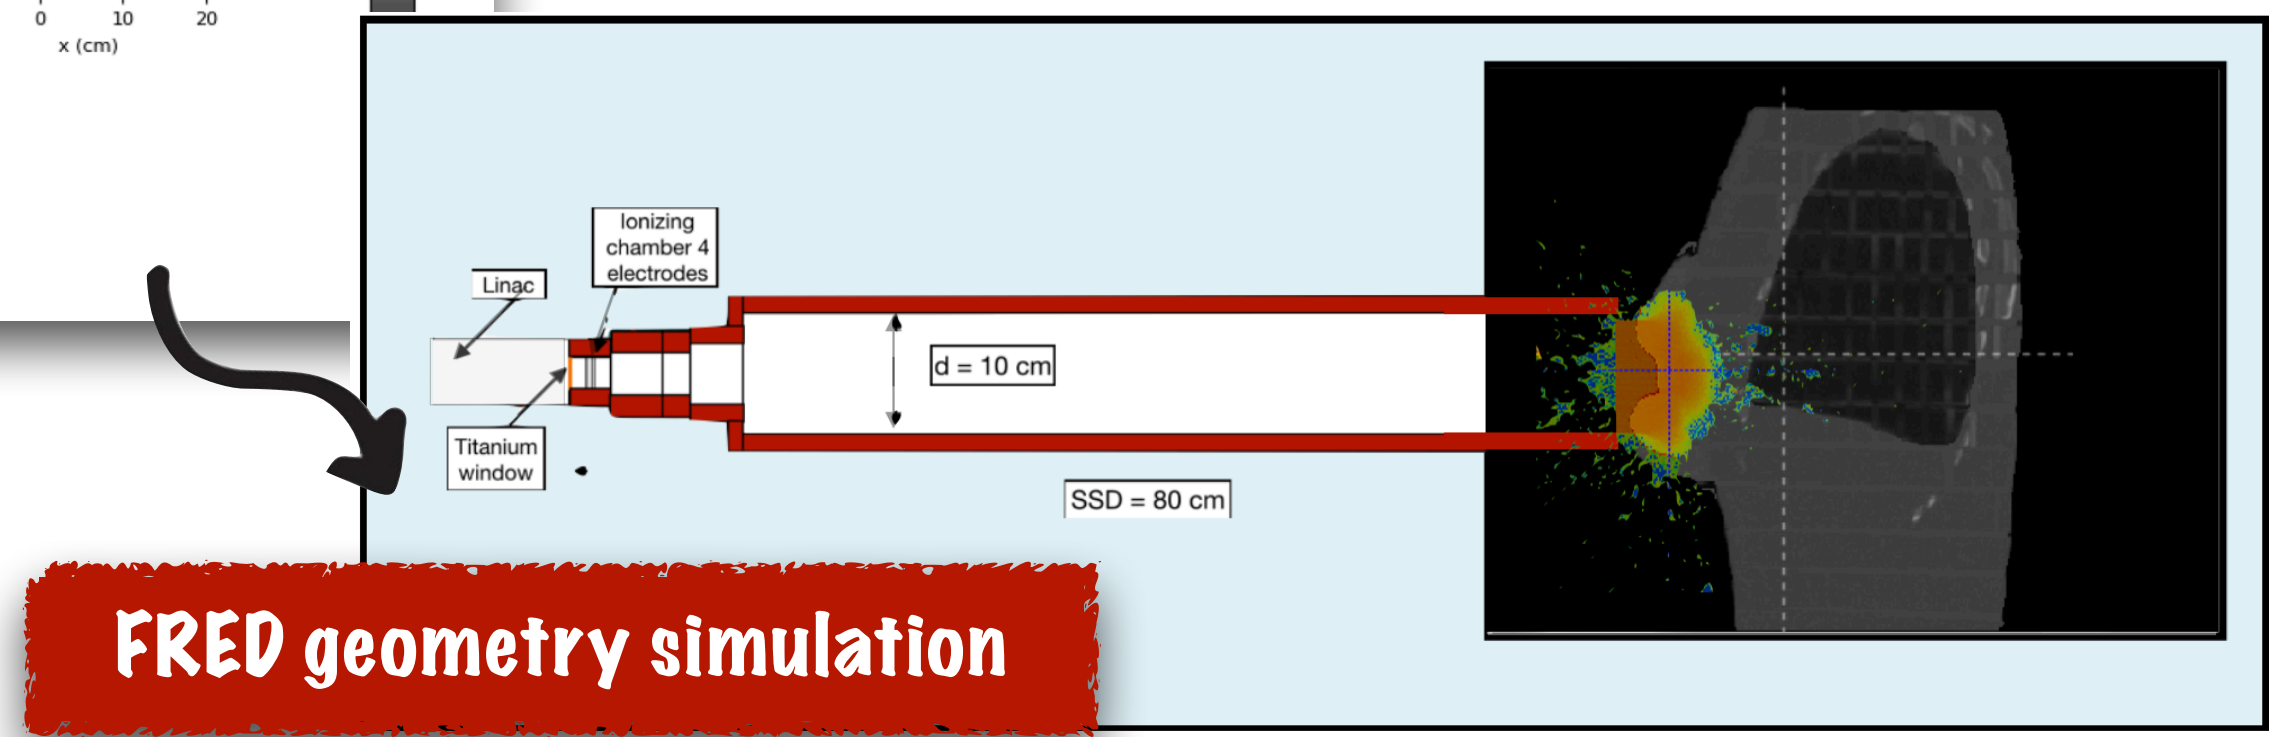 0 10 20
x (cm)
Ionizing
chamber 4
electrodes
Linac
d = 10 cm
Titanium
window
SSD = 80 cm
FRED geometry simulation